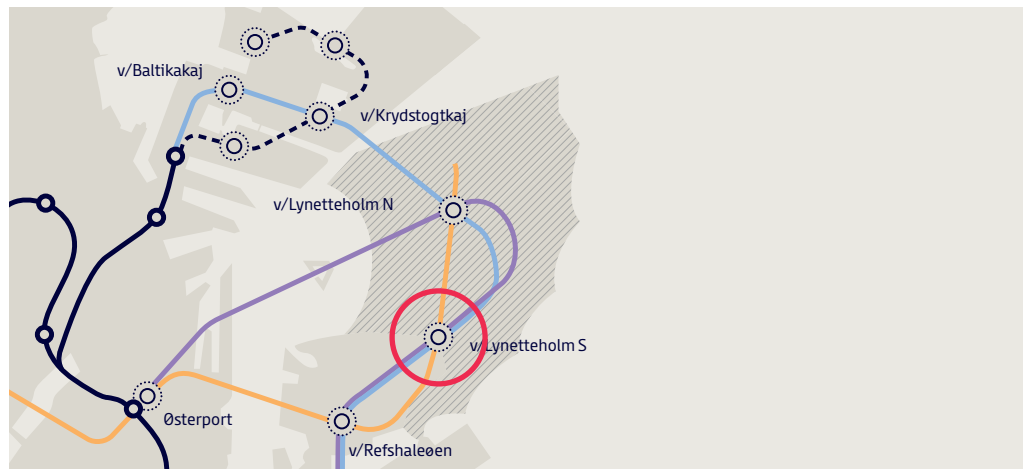 v/Baltikakaj
v/Krydstogtkaj
v/Lynetteholm N
v/Lynetteholm S
Østerport
v/Refshaleøen